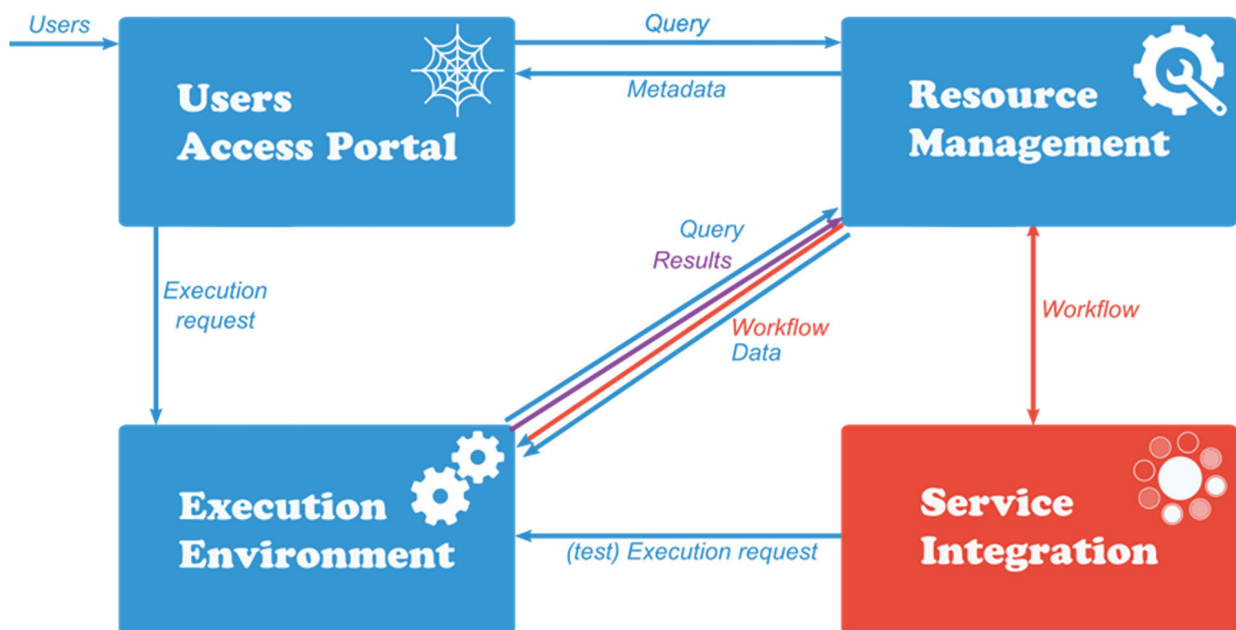 Users
Users
Access Portal
Query
Metadada
Resource
Management
Execution
request
Query
Results
Workflow
Data
Workflow
Execution
Environment
(test) Execution request
Service
Integration